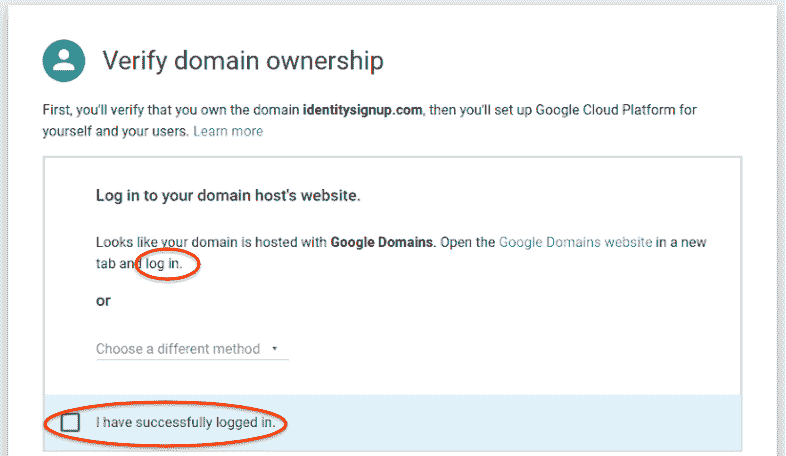 Verify domain ownership
First, you'll verify that you own the domain identitysignup.com, then you'll set up Google Cloud Platform for
yourself and your users. Learn more
Log in to your domain host's website.
Looks like your domain is hosted with Google Domains. Open the Google Domains website in a new
tab and log in.
or
Choose a different method
I have successfully logged in.